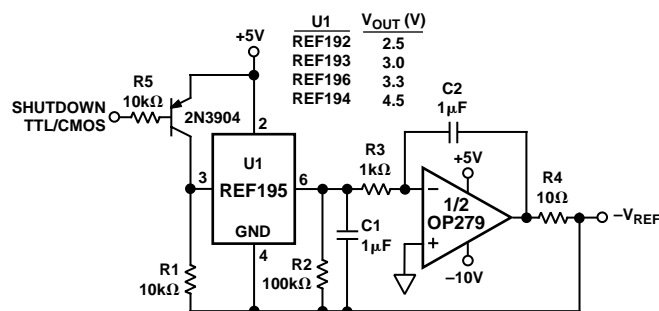 U1 VOUT (V)
REF192 2.5
REF193 3.0
REF196 3.3
REF194 4.5
+5V
R5
10kΩ
SHUTDOWN
TTL/CMOS
2N3904
2
C2
1μF
3
U1
REF195
6
R3
1kΩ
+5V
R4
10Ω
–
1/2
OP279
+
–VREF
GND
4
C1
1μF
–10V
R1
10kΩ
R2
100kΩ